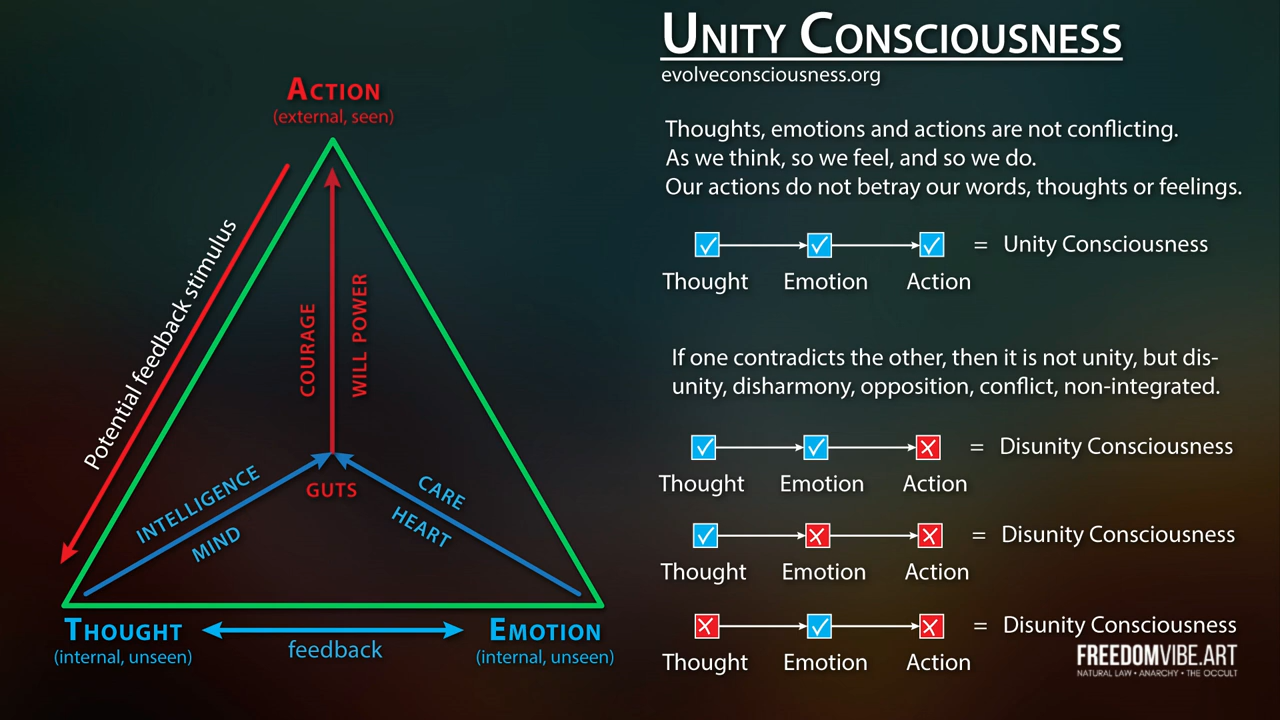 UNITY CONSCIOUSNESS
evolveconsciousness.org
Thoughts, emotions and actions are not conflicting.
As we think, so we feel, and so we do.
Our actions do not betray our words, thoughts or feelings.
= Unity Consciousness
Thought Emotion Action
If one contradicts the other, then it is not unity, but dis-
unity, disharmony, opposition, conflict, non-integrated.
= Disunity Consciousness
Thought Emotion Action
= Disunity Consciousness
Thought Emotion Action
= Disunity Consciousness
Thought Emotion Action
FREEDOMVIBE.ART
NATURAL LAW • ANARCHY • THE OCCULT
ACTION
(external, seen)
Potential feedback stimulus
COURAGE
WILL POWER
INTELLIGENCE
MIND
GUTS
CARE
HEART
THOUGHT
(internal, unseen)
feedback
EMOTION
(internal, unseen)